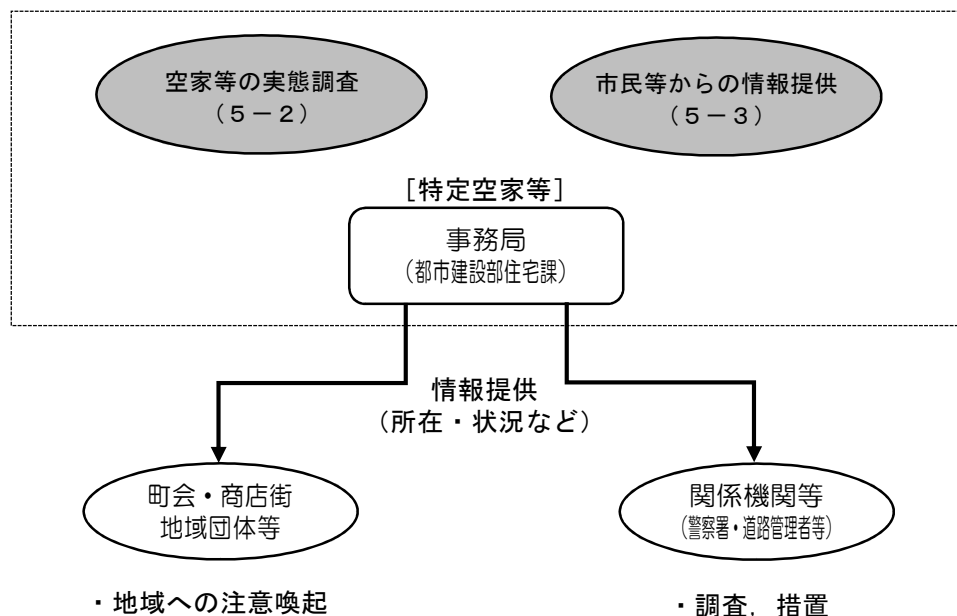 空家等の実態調査
（５－２）
市民等からの情報提供
（５－３）
［特定空家等］
事務局
（都市建設部住宅課）
情報提供
（所在・状況など）
町会・商店街
地域団体等
関係機関等
（警察署・道路管理者等）
・地域への注意喚起
・調査，措置